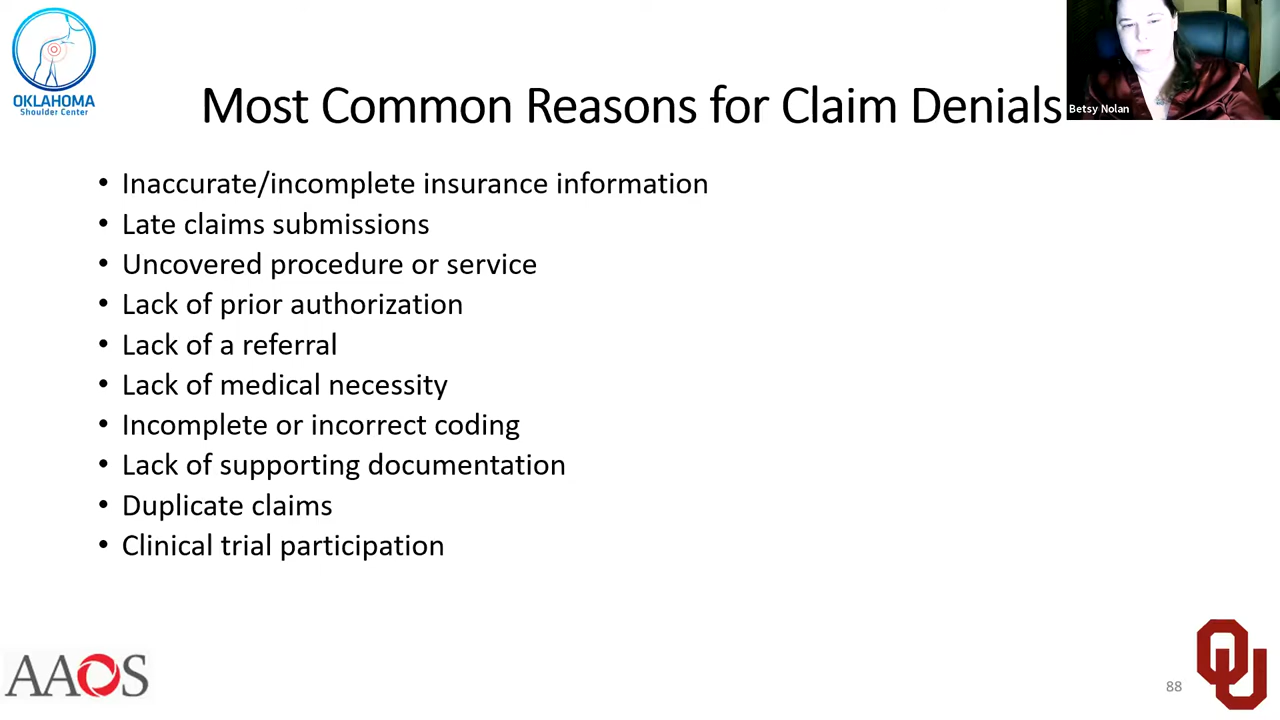 OKLAHOMA
Shoulder Center
Most Common Reasons for Claim Denials
Betsy Nolan
• Inaccurate/incomplete insurance information
• Late claims submissions
• Uncovered procedure or service
• Lack of prior authorization
• Lack of a referral
• Lack of medical necessity
• Incomplete or incorrect coding
• Lack of supporting documentation
• Duplicate claims
• Clinical trial participation
AAOS
88
OU